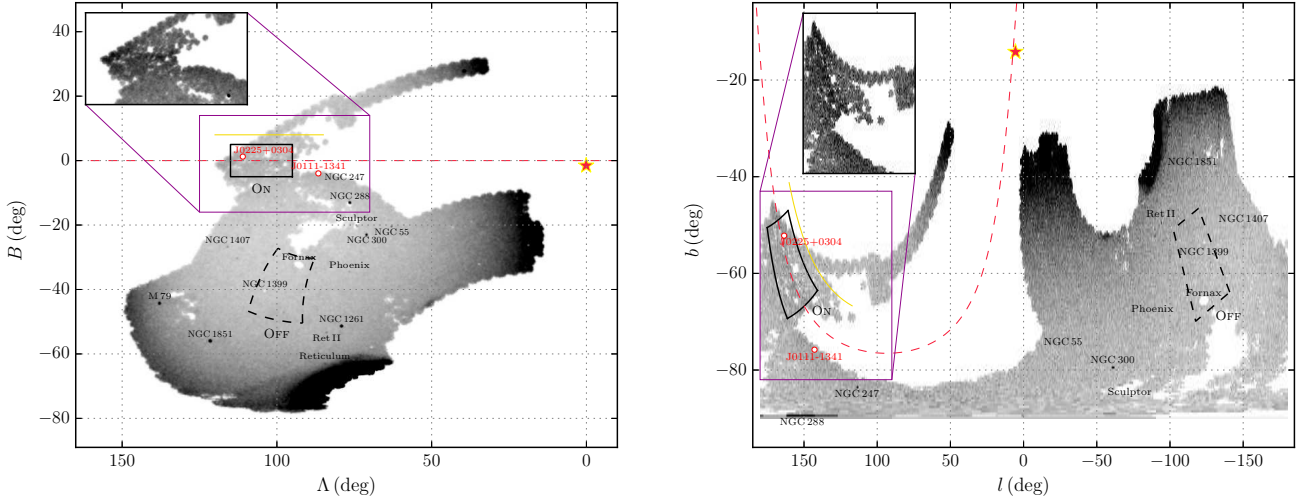 40
20
0
−20
−40
−60
−80
B (deg)
150
100
50
0
Λ (deg)
J0225+0304
J0111-1341
NGC 247
ON
NGC 288
Sculptor
NGC 55
NGC 300
NGC 1407
Fornax
Phoenix
NGC 1399
M 79
OFF
NGC 1261
NGC 1851
Ret II
Reticulum
−20
−40
−60
−80
b (deg)
150
100
50
0
−50
−100
−150
l (deg)
NGC 1851
Ret II
NGC 1407
J0225+0304
NGC 1399
Fornax
ON
Phoenix
OFF
NGC 55
J0111-1341
NGC 300
NGC 247
Sculptor
NGC 288